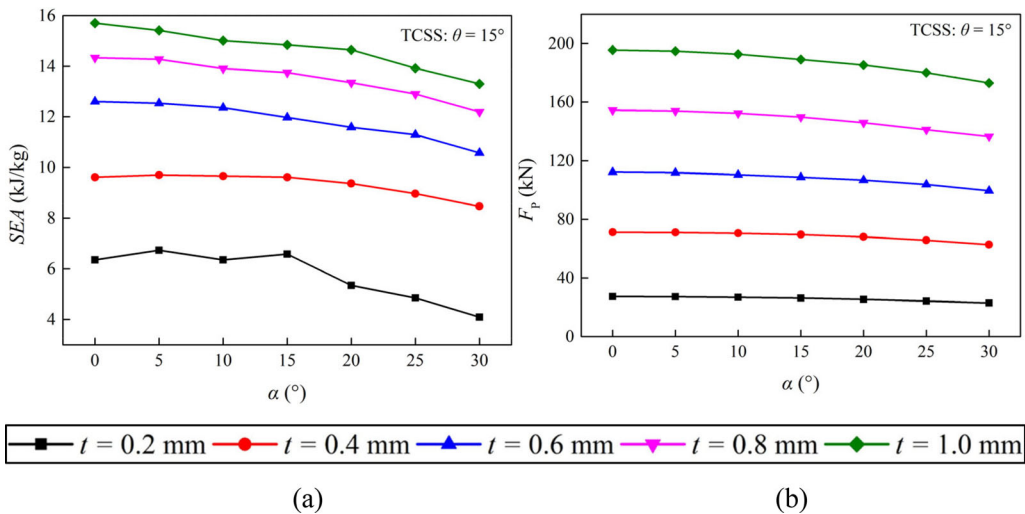 TCSS: θ = 15°
16
14
12
10
8
6
4
SEA (kJ/kg)
0 5 10 15 20 25 30
α (°)
TCSS: θ = 15°
200
160
120
80
40
0
F_P (kN)
0 5 10 15 20 25 30
α (°)
t = 0.2 mm t = 0.4 mm t = 0.6 mm t = 0.8 mm t = 1.0 mm
(a) (b)